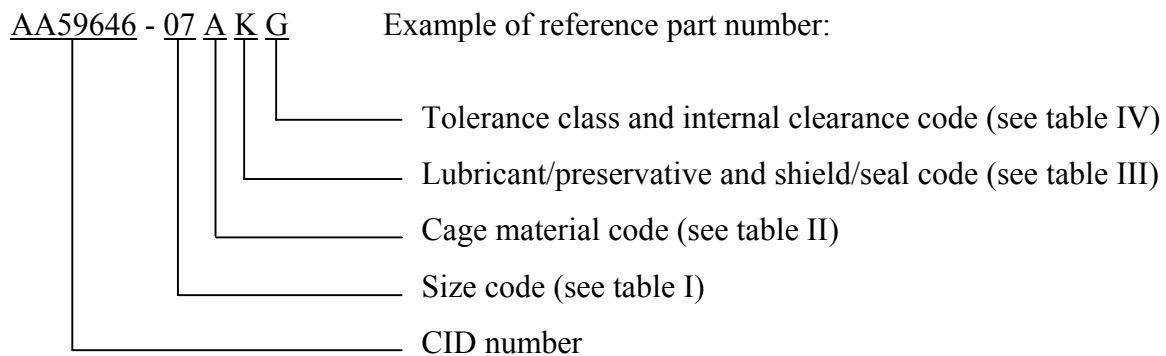 AA59646 - 07 A K G Example of reference part number:
Tolerance class and internal clearance code (see table IV)
Lubricant/preservative and shield/seal code (see table III)
Cage material code (see table II)
Size code (see table I)
CID number